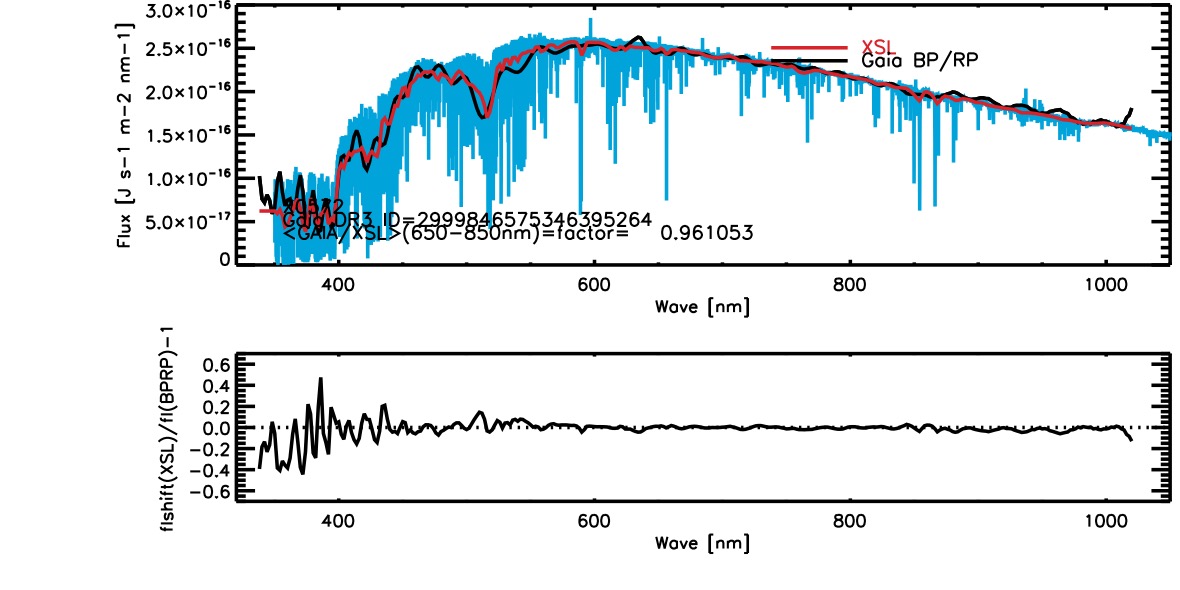 3.0×10−16
2.5×10−16
2.0×10−16
1.5×10−16
1.0×10−16
5.0×10−17
0
Flux [J s−1 m−2 nm−1]
XSL
Gaia BP/RP
X0572
Gaia DR3 ID=2999846575346395264
<GAIA/XSL>(650−850nm)=factor= 0.961053
400 600 800 1000
Wave [nm]
0.6
0.4
0.2
0.0
−0.2
−0.4
−0.6
flshift(XSL)/fl(BPRP)−1
400 600 800 1000
Wave [nm]